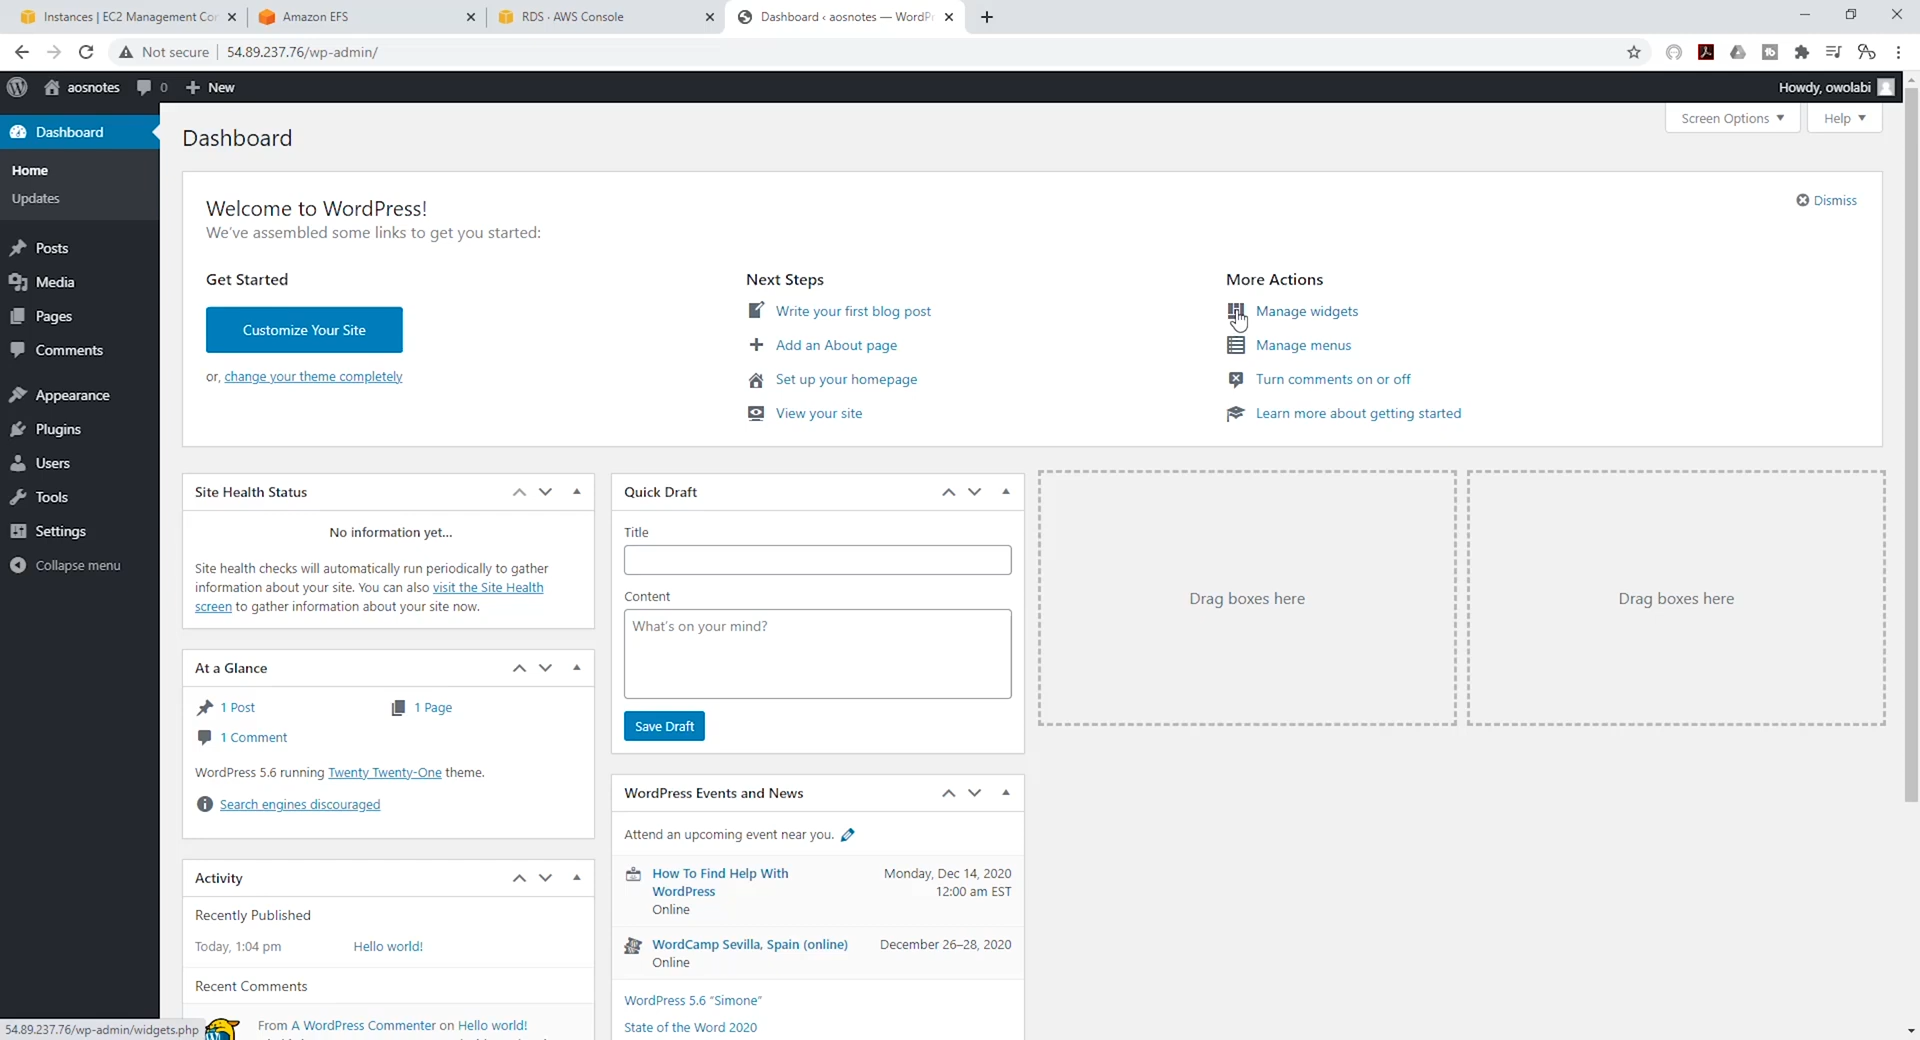 Instances | EC2 Management Con
Amazon EFS
RDS · AWS Console
Dashboard ‹ aosnotes — WordPr
Not secure
54.89.237.76/wp-admin/
aosnotes
0
New
Howdy, owolabi
Dashboard
Home
Updates
Posts
Media
Pages
Comments
Appearance
Plugins
Users
Tools
Settings
Collapse menu
Dashboard
Screen Options
Help
Welcome to WordPress!
Dismiss
We've assembled some links to get you started:
Get Started
Customize Your Site
or, change your theme completely
Next Steps
Write your first blog post
Add an About page
Set up your homepage
View your site
More Actions
Manage widgets
Manage menus
Turn comments on or off
Learn more about getting started
Site Health Status
No information yet...
Site health checks will automatically run periodically to gather
information about your site. You can also visit the Site Health
screen to gather information about your site now.
At a Glance
1 Post
1 Page
1 Comment
WordPress 5.6 running Twenty Twenty-One theme.
Search engines discouraged
Activity
Recently Published
Today, 1:04 pm
Hello world!
Recent Comments
From A WordPress Commenter on Hello world!
Quick Draft
Title
Content
What's on your mind?
Save Draft
WordPress Events and News
Attend an upcoming event near you.
How To Find Help With
WordPress
Online
Monday, Dec 14, 2020
12:00 am EST
WordCamp Sevilla, Spain (online)
Online
December 26–28, 2020
WordPress 5.6 "Simone"
State of the Word 2020
Drag boxes here
Drag boxes here
54.89.237.76/wp-admin/widgets.php